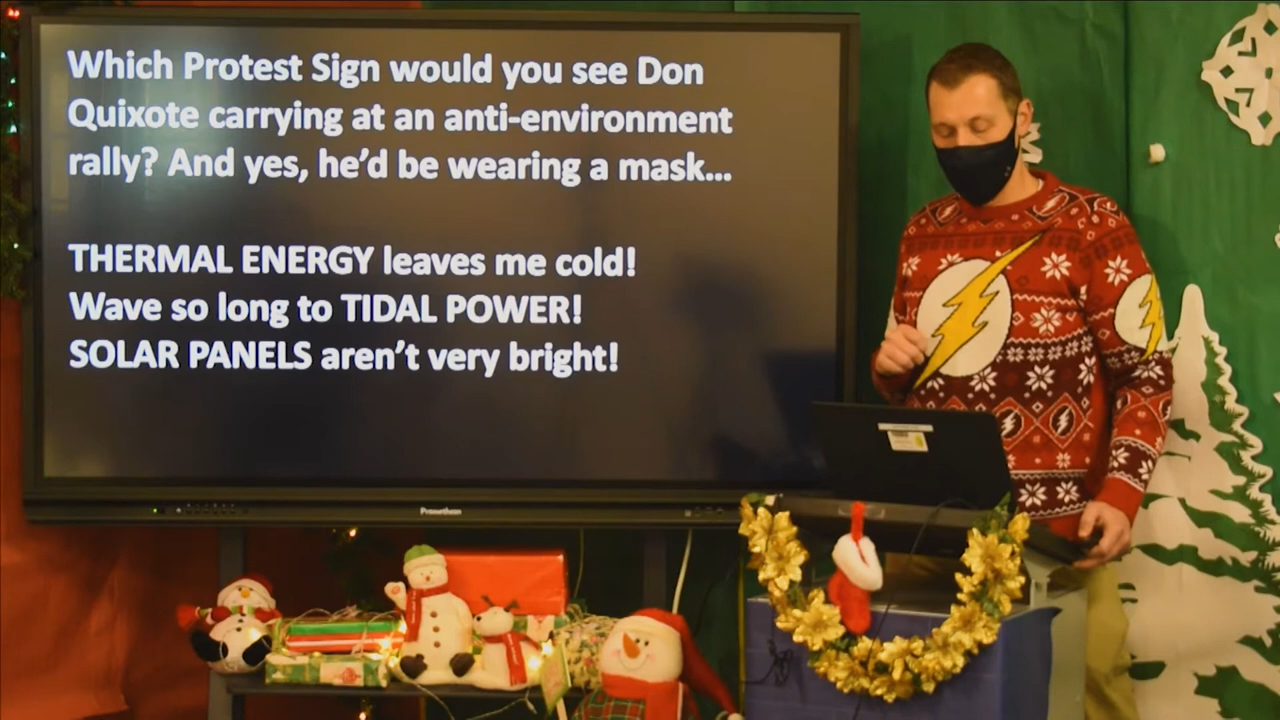 Which Protest Sign would you see Don
Quixote carrying at an anti-environment
rally? And yes, he'd be wearing a mask...
THERMAL ENERGY leaves me cold!
Wave so long to TIDAL POWER!
SOLAR PANELS aren't very bright!
Promethean